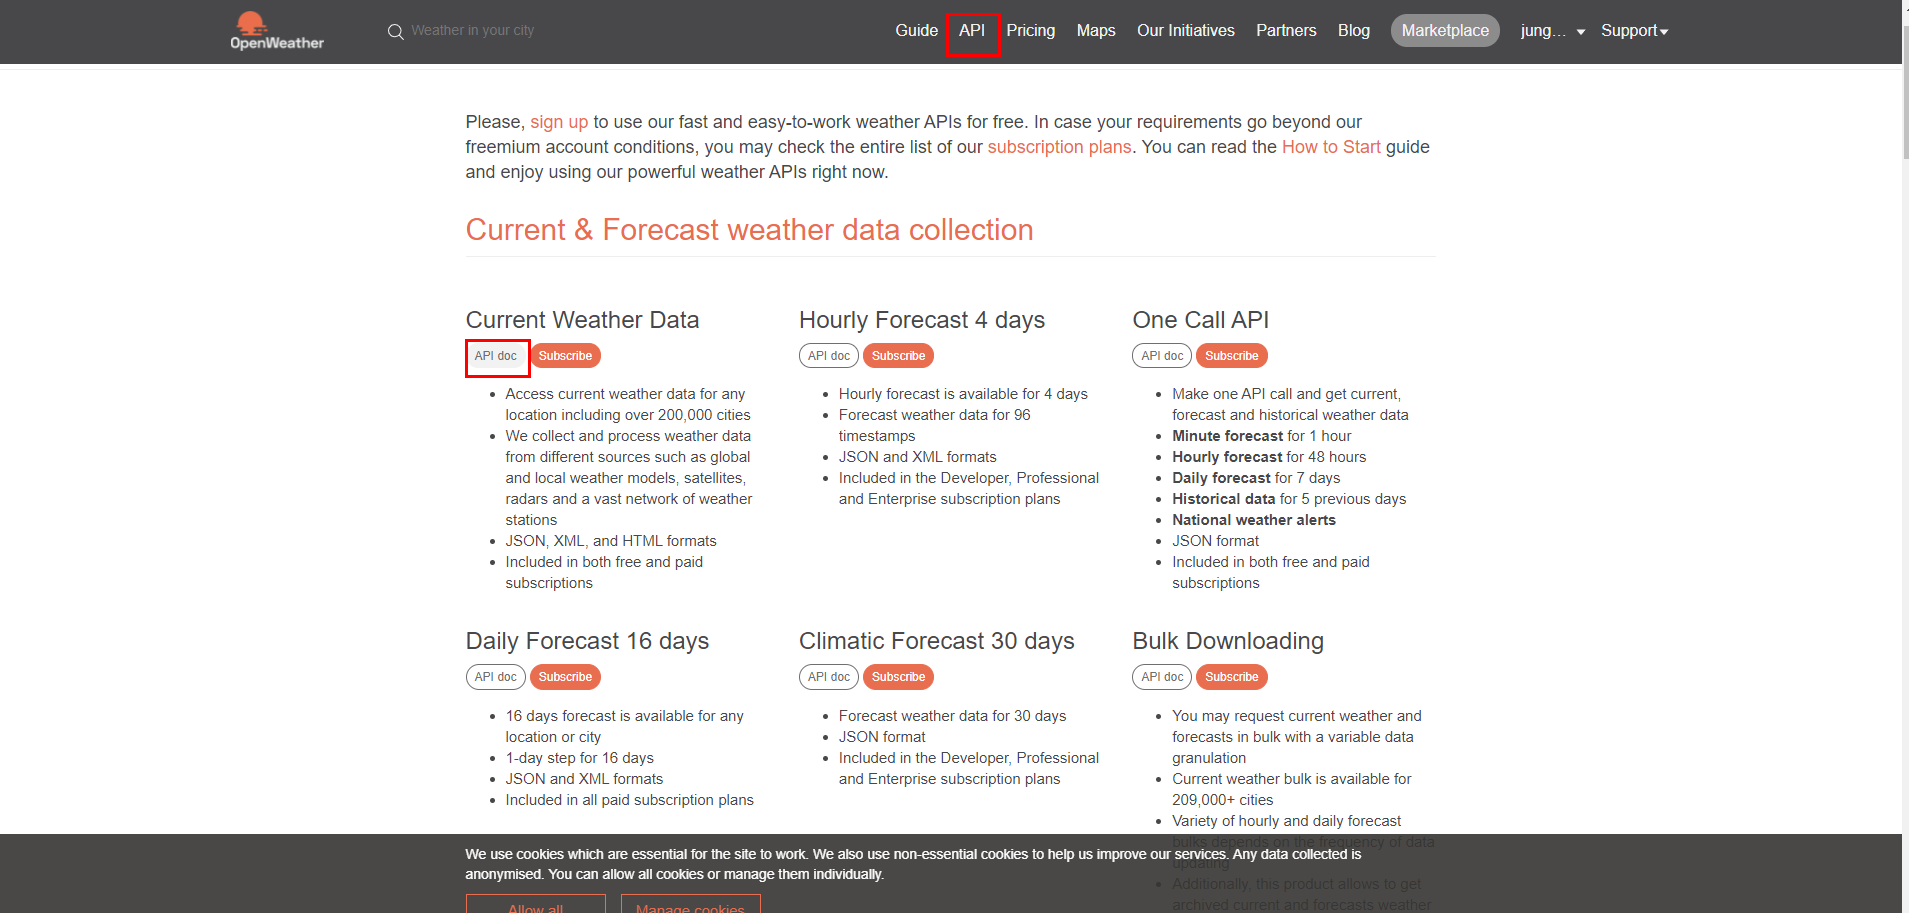 OpenWeather
Weather in your city
Guide API Pricing Maps Our Initiatives Partners Blog Marketplace jung... Support
Please, sign up to use our fast and easy-to-work weather APIs for free. In case your requirements go beyond our
freemium account conditions, you may check the entire list of our subscription plans. You can read the How to Start guide
and enjoy using our powerful weather APIs right now.
Current & Forecast weather data collection
Current Weather Data
API doc Subscribe
• Access current weather data for any
location including over 200,000 cities
• We collect and process weather data
from different sources such as global
and local weather models, satellites,
radars and a vast network of weather
stations
• JSON, XML, and HTML formats
• Included in both free and paid
subscriptions
Hourly Forecast 4 days
API doc Subscribe
• Hourly forecast is available for 4 days
• Forecast weather data for 96
timestamps
• JSON and XML formats
• Included in the Developer, Professional
and Enterprise subscription plans
One Call API
API doc Subscribe
• Make one API call and get current,
forecast and historical weather data
• Minute forecast for 1 hour
• Hourly forecast for 48 hours
• Daily forecast for 7 days
• Historical data for 5 previous days
• National weather alerts
• JSON format
• Included in both free and paid
subscriptions
Daily Forecast 16 days
API doc Subscribe
• 16 days forecast is available for any
location or city
• 1-day step for 16 days
• JSON and XML formats
• Included in all paid subscription plans
Climatic Forecast 30 days
API doc Subscribe
• Forecast weather data for 30 days
• JSON format
• Included in the Developer, Professional
and Enterprise subscription plans
Bulk Downloading
API doc Subscribe
• You may request current weather and
forecasts in bulk with a variable data
granulation
• Current weather bulk is available for
209,000+ cities
• Variety of hourly and daily forecast
bulks depends on the frequency of data
updating
• Additionally, this product allows to get
archived current and forecasts weather
We use cookies which are essential for the site to work. We also use non-essential cookies to help us improve our services. Any data collected is
anonymised. You can allow all cookies or manage them individually.
Allow all Manage cookies